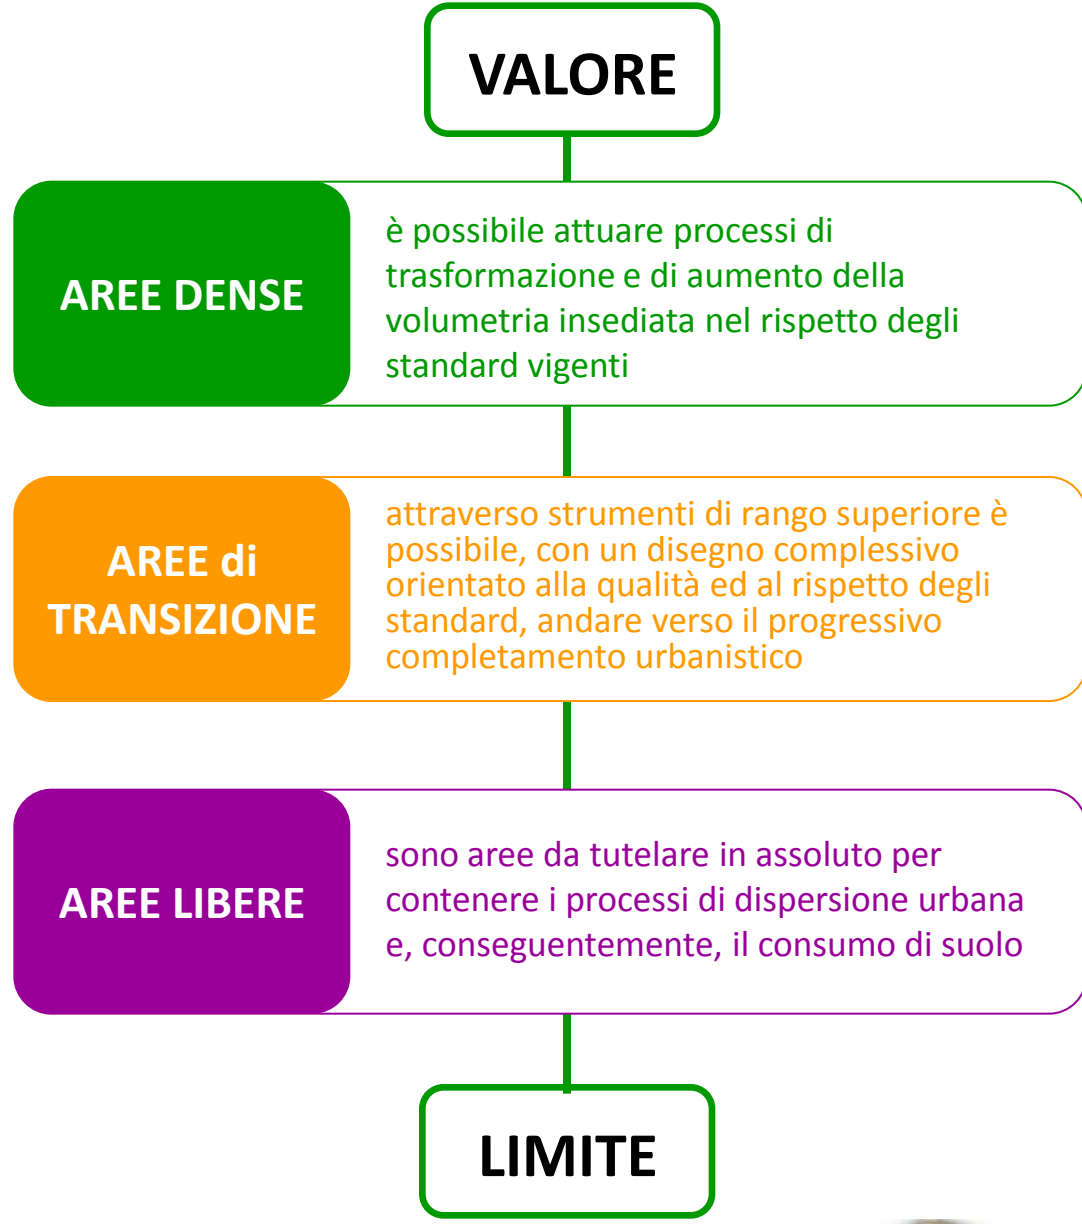 VALORE
AREE DENSE
è possibile attuare processi di
trasformazione e di aumento della
volumetria insediata nel rispetto degli
standard vigenti
AREE di
TRANSIZIONE
attraverso strumenti di rango superiore è
possibile, con un disegno complessivo
orientato alla qualità ed al rispetto degli
standard, andare verso il progressivo
completamento urbanistico
AREE LIBERE
sono aree da tutelare in assoluto per
contenere i processi di dispersione urbana
e, conseguentemente, il consumo di suolo
LIMITE